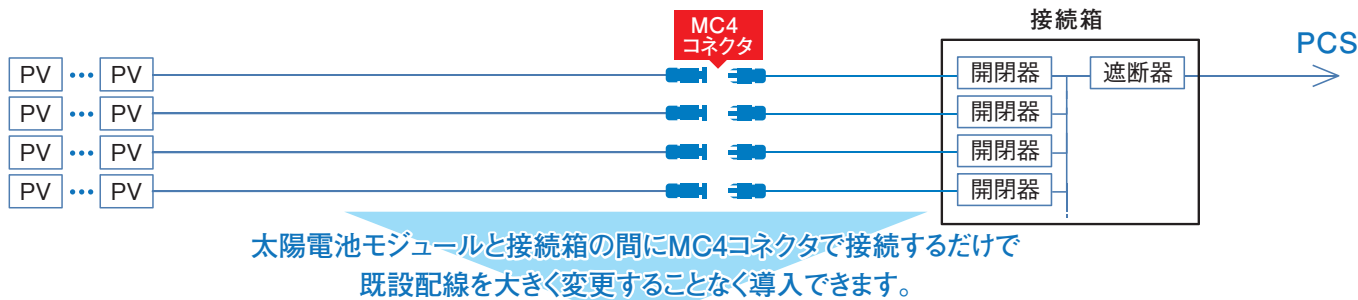 MC4
コネクタ
接続箱
PCS
PV … PV
開閉器
遮断器
PV … PV
開閉器
PV … PV
開閉器
PV … PV
開閉器
太陽電池モジュールと接続箱の間にMC4コネクタで接続するだけで
既設配線を大きく変更することなく導入できます。